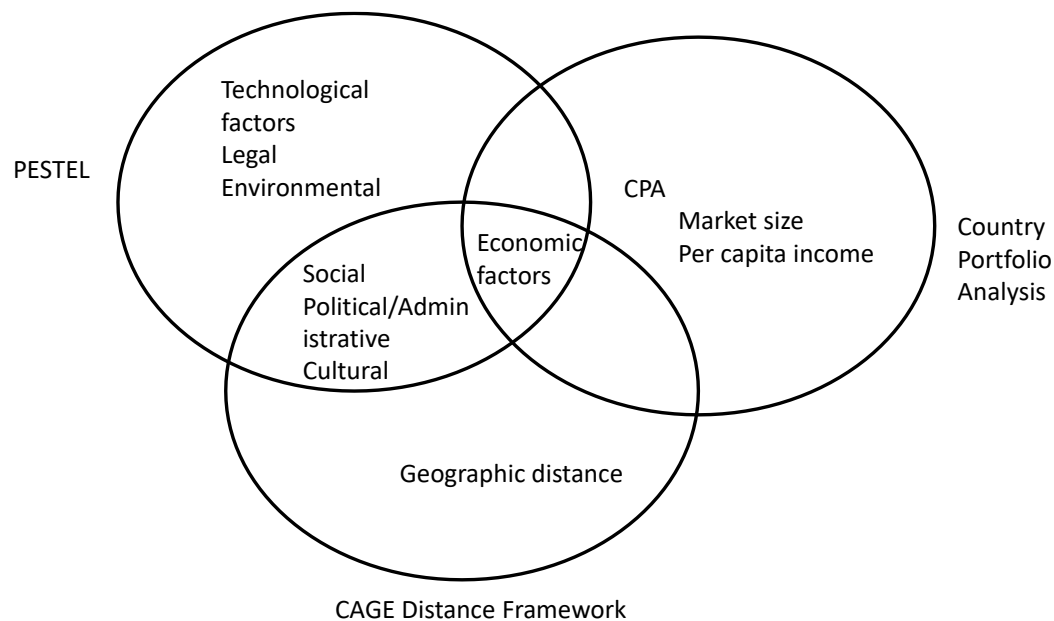 Technological
factors
Legal
Environmental
PESTEL
CPA
Market size
Per capita income
Country
Portfolio
Analysis
Economic
factors
Social
Political/Admin
istrative
Cultural
Geographic distance
CAGE Distance Framework